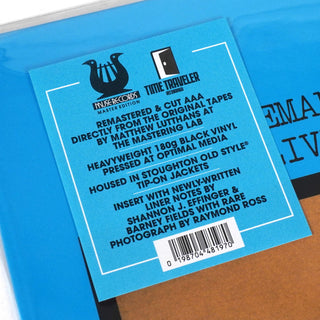 MUSE RECORDS
MASTER EDITION
TIME TRAVELER
RECORDINGS
REMASTERED & CUT AAA
DIRECTLY FROM THE ORIGINAL TAPES
BY MATTHEW LUTTHANS AT
THE MASTERING LAB
HEAVYWEIGHT 180G BLACK VINYL
PRESSED AT OPTIMAL MEDIA
HOUSED IN STOUGHTON OLD STYLE®
TIP-ON JACKETS
INSERT WITH NEWLY-WRITTEN
LINER NOTES BY
SHANNON J. EFFINGER &
BARNEY FIELDS WITH RARE
PHOTOGRAPH BY RAYMOND ROSS
0 198704 481970
EMAN
IV